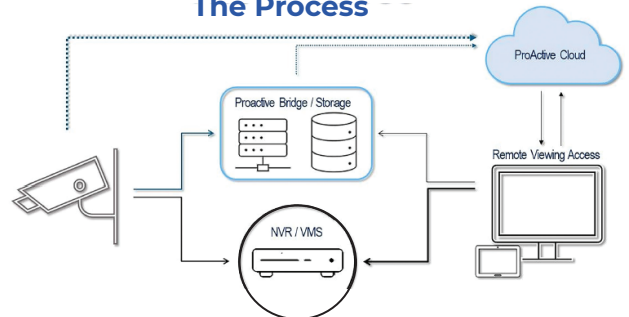 The Process
ProActive Cloud
Proactive Bridge / Storage
Remote Viewing Access
NVR / VMS